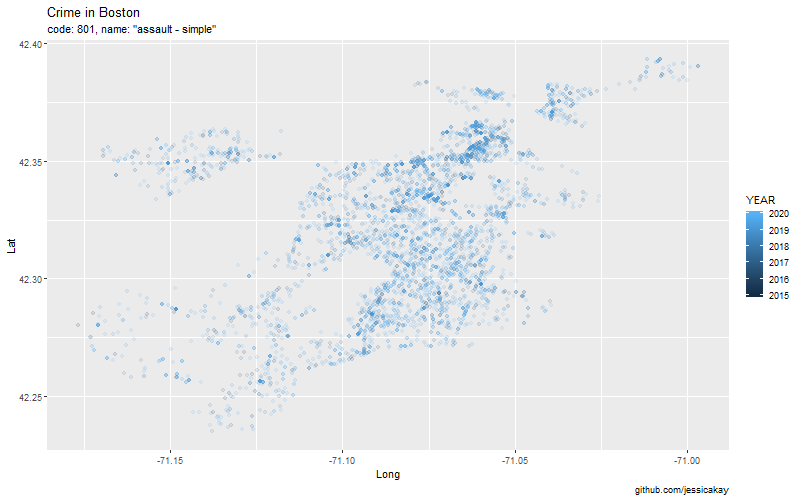 Crime in Boston
code: 801, name: "assault - simple"
42.40
42.35
42.30
42.25
Lat
-71.15
-71.10
-71.05
-71.00
Long
YEAR
2020
2019
2018
2017
2016
2015
github.com/jessicakay